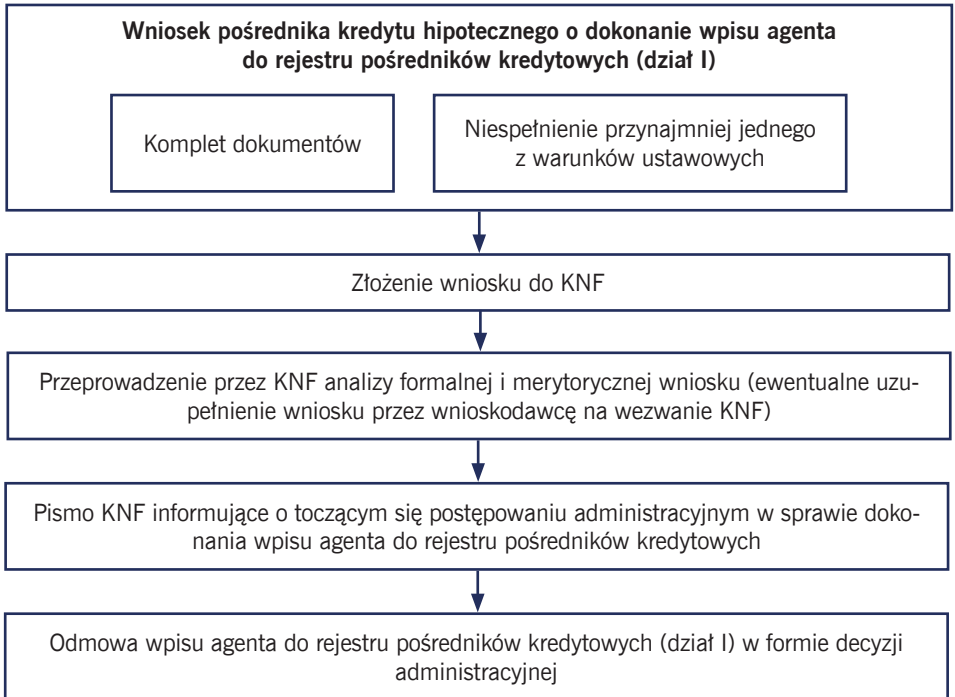 Wniosek pośrednika kredytu hipotecznego o dokonanie wpisu agenta
do rejestru pośredników kredytowych (dział I)
Komplet dokumentów
Niespełnienie przynajmniej jednego
z warunków ustawowych
Złożenie wniosku do KNF
Przeprowadzenie przez KNF analizy formalnej i merytorycznej wniosku (ewentualne uzu-
pełnienie wniosku przez wnioskodawcę na wezwanie KNF)
Pismo KNF informujące o toczącym się postępowaniu administracyjnym w sprawie doko-
nania wpisu agenta do rejestru pośredników kredytowych
Odmowa wpisu agenta do rejestru pośredników kredytowych (dział I) w formie decyzji
administracyjnej